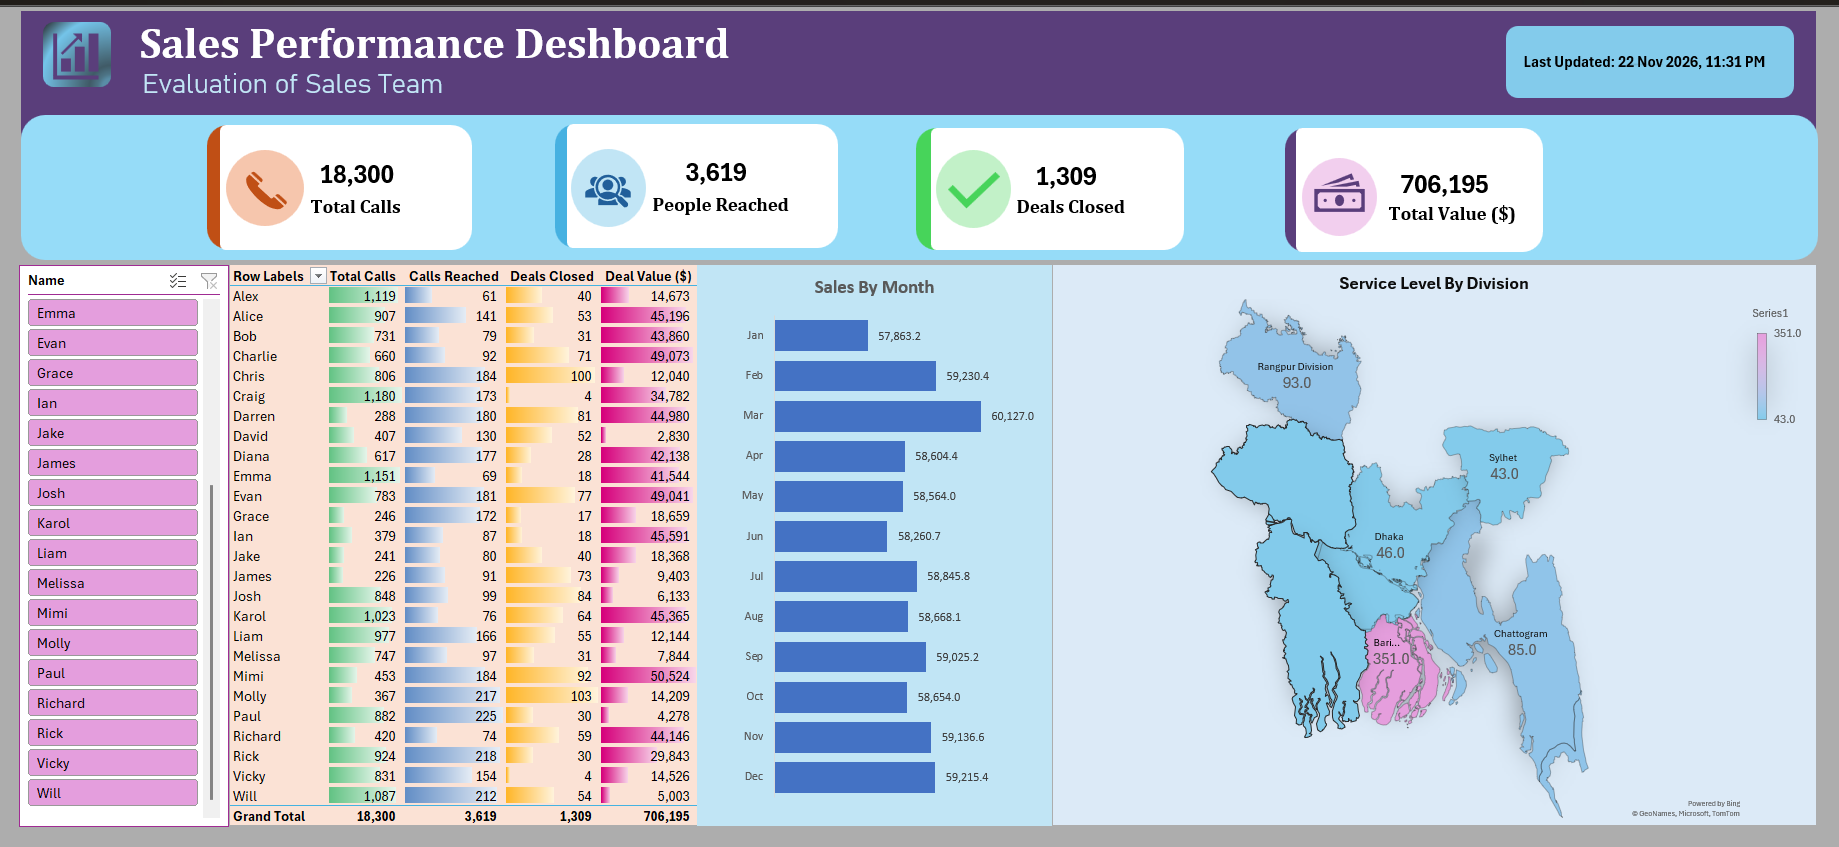 Sales Performance Deshboard
Evaluation of Sales Team
Last Updated: 22 Nov 2026, 11:31 PM
18,300
Total Calls
3,619
People Reached
1,309
Deals Closed
706,195
Total Value ($)
Name
Emma
Evan
Grace
Ian
Jake
James
Josh
Karol
Liam
Melissa
Mimi
Molly
Paul
Richard
Rick
Vicky
Will
Row Labels Total Calls Calls Reached Deals Closed Deal Value ($)
Alex 1,119 61 40 14,673
Alice 907 141 53 45,196
Bob 731 79 31 43,860
Charlie 660 92 71 49,073
Chris 806 184 100 12,040
Craig 1,180 173 4 34,782
Darren 288 180 81 44,980
David 407 130 52 2,830
Diana 617 177 28 42,138
Emma 1,151 69 18 41,544
Evan 783 181 77 49,041
Grace 246 172 17 18,659
Ian 379 87 18 45,591
Jake 241 80 40 18,368
James 226 91 73 9,403
Josh 848 99 84 6,133
Karol 1,023 76 64 45,365
Liam 977 166 55 12,144
Melissa 747 97 31 7,844
Mimi 453 184 92 50,524
Molly 367 217 103 14,209
Paul 882 225 30 4,278
Richard 420 74 59 44,146
Rick 924 218 30 29,843
Vicky 831 154 4 14,526
Will 1,087 212 54 5,003
Grand Total 18,300 3,619 1,309 706,195
Sales By Month
Jan 57,863.2
Feb 59,230.4
Mar 60,127.0
Apr 58,604.4
May 58,564.0
Jun 58,260.7
Jul 58,845.8
Aug 58,668.1
Sep 59,025.2
Oct 58,654.0
Nov 59,136.6
Dec 59,215.4
Service Level By Division
Series1
351.0
43.0
Rangpur Division
93.0
Sylhet
43.0
Dhaka
46.0
Chattogram
85.0
Bari...
351.0
Powered by Bing
© GeoNames, Microsoft, TomTom